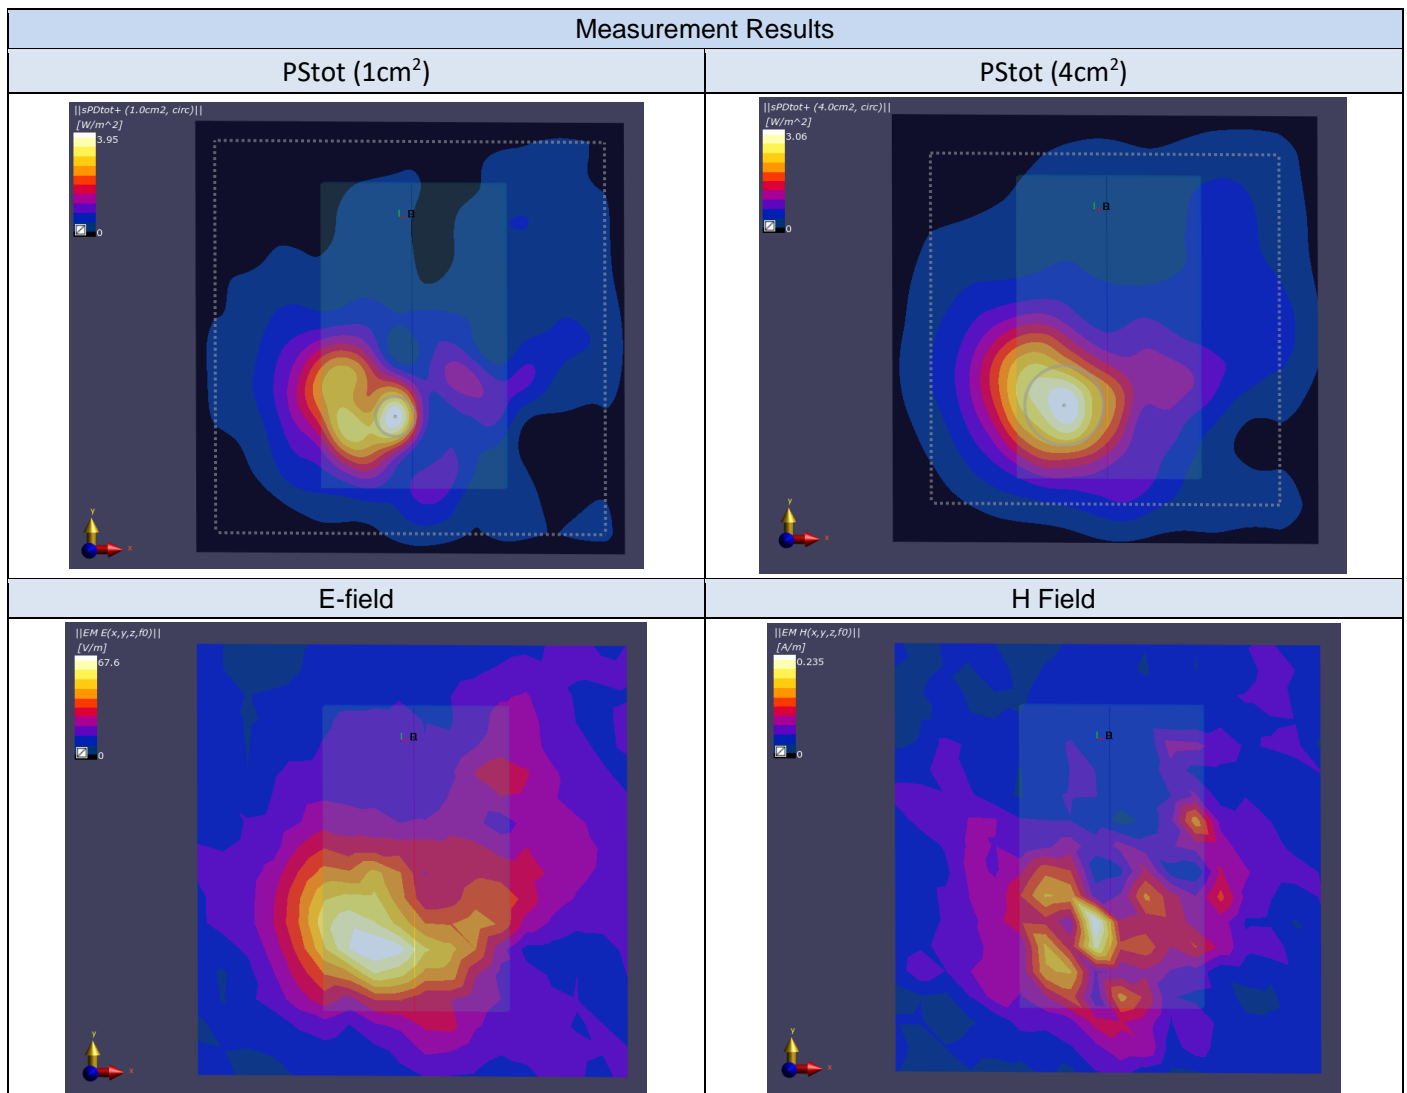 Measurement Results
PStot (1cm²)
PStot (4cm²)
||sPDtot+ (1.0cm2, circ)||
[W/m^2]
3.95
0
y
x
||sPDtot+ (4.0cm2, circ)||
[W/m^2]
3.06
0
y
x
E-field
H Field
||EM E(x,y,z,f0)||
[V/m]
67.6
0
y
x
||EM H(x,y,z,f0)||
[A/m]
0.235
0
y
x